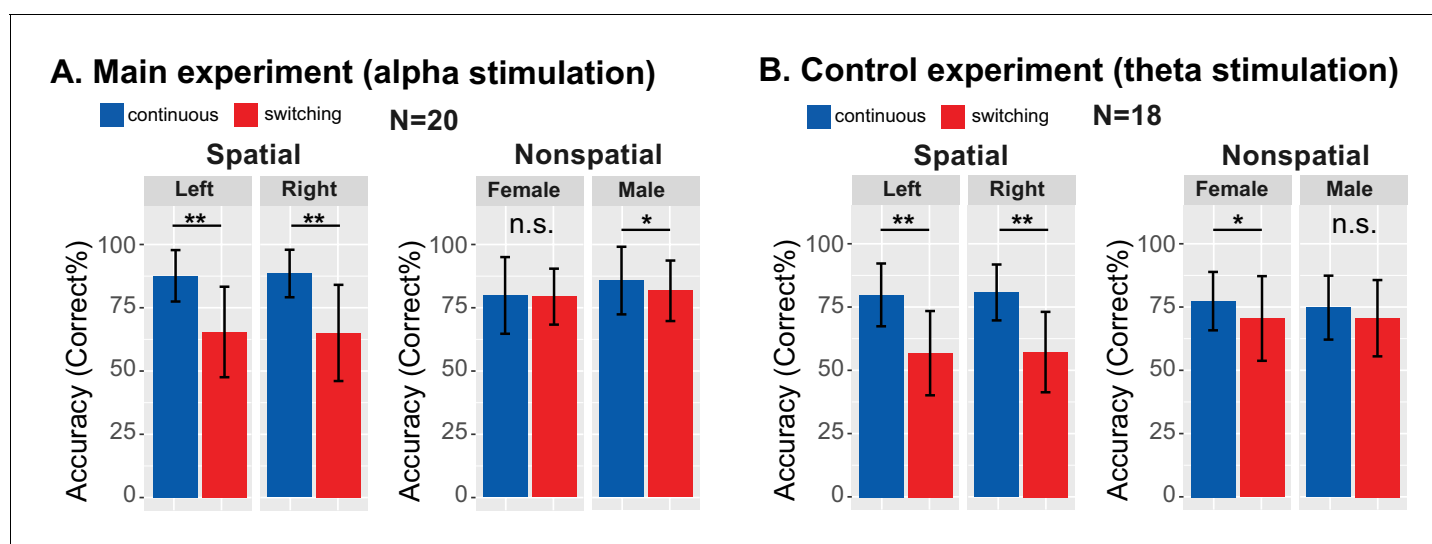 A. Main experiment (alpha stimulation)
continuous switching N=20
Spatial Nonspatial
Left Right Female Male
** ** n.s. *
Accuracy (Correct%)
100
75
50
25
0
Accuracy (Correct%)
100
75
50
25
0
B. Control experiment (theta stimulation)
continuous switching N=18
Spatial Nonspatial
Left Right Female Male
** ** * n.s.
Accuracy (Correct%)
100
75
50
25
0
Accuracy (Correct%)
100
75
50
25
0